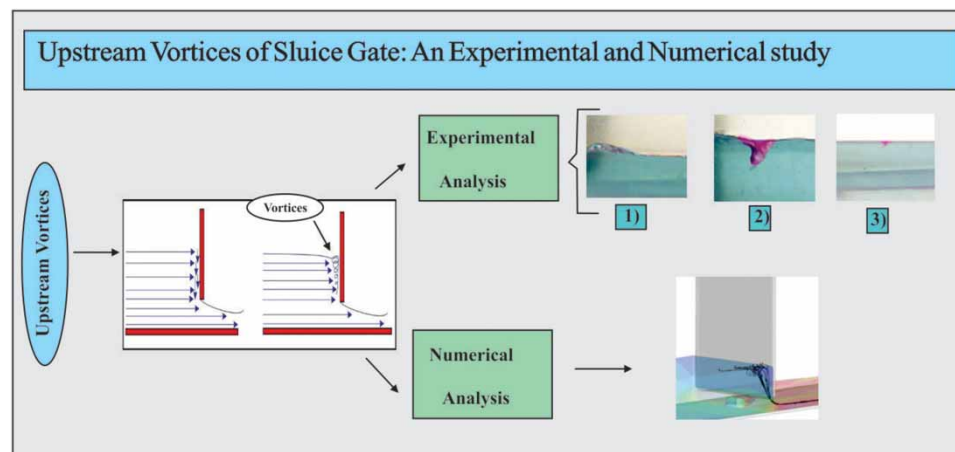 Upstream Vortices of Sluice Gate: An Experimental and Numerical study
Upstream Vortices
Vortices
Experimental
Analysis
1)
2)
3)
Numerical
Analysis